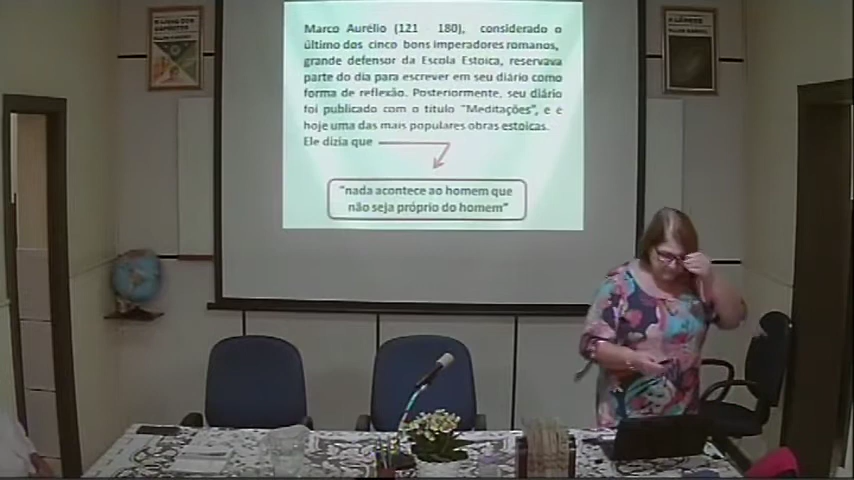 Marco Aurélio (121 - 180), considerado o
último dos cinco bons imperadores romanos,
grande defensor da Escola Estoica, reservava
parte do dia para escrever em seu diário como
forma de reflexão. Posteriormente, seu diário
foi publicado com o título "Meditações", e é
hoje uma das mais populares obras estoicas.
Ele dizia que
"nada acontece ao homem que
não seja próprio do homem"